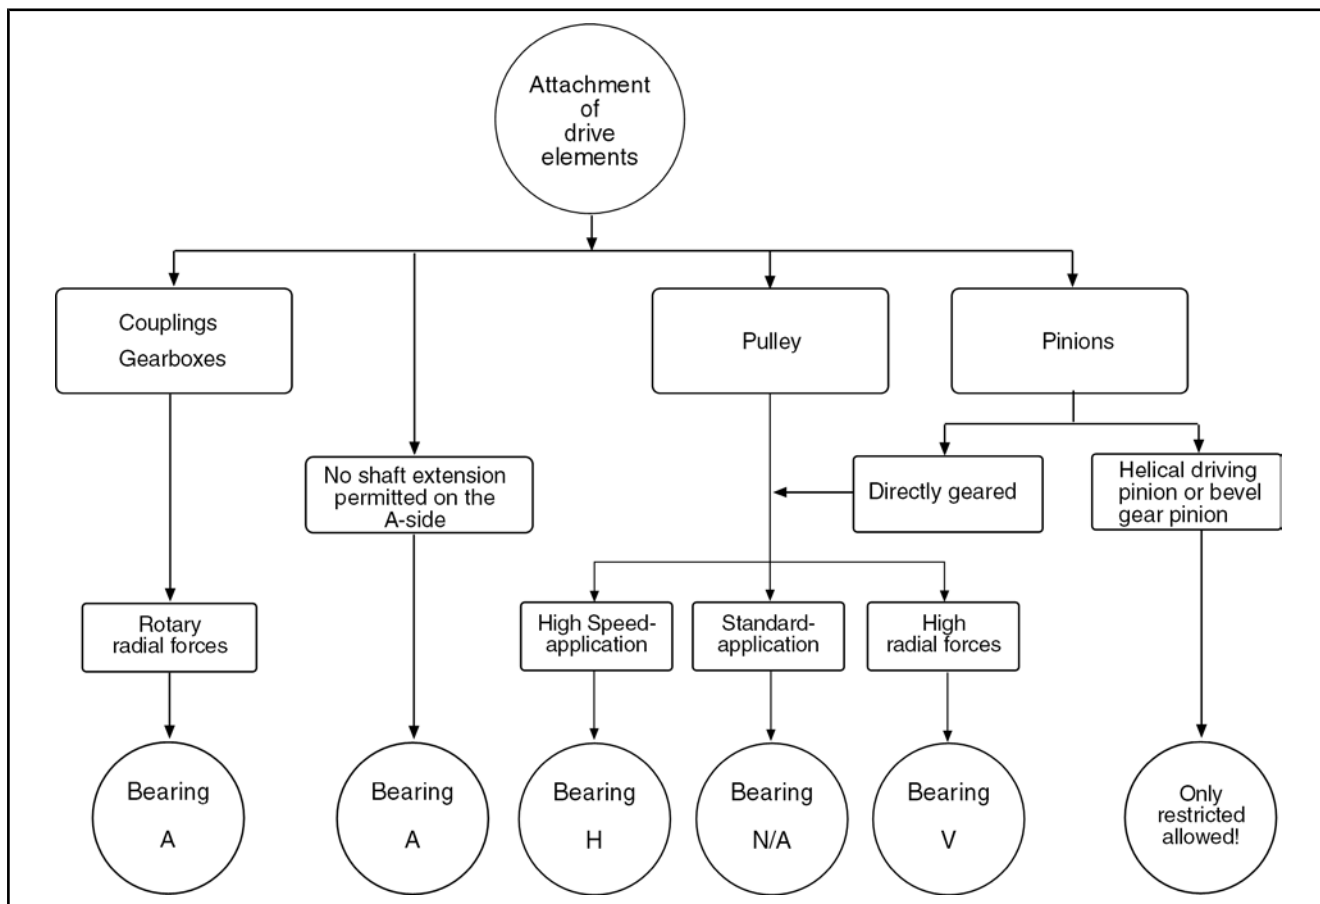 Attachment
of
drive
elements
Couplings
Gearboxes
Pulley
Pinions
No shaft extension
permitted on the
A-side
Directly geared
Helical driving
pinion or bevel
gear pinion
Rotary
radial forces
High Speed-
application
Standard-
application
High
radial forces
Bearing
A
Bearing
A
Bearing
H
Bearing
N/A
Bearing
V
Only
restricted
allowed!